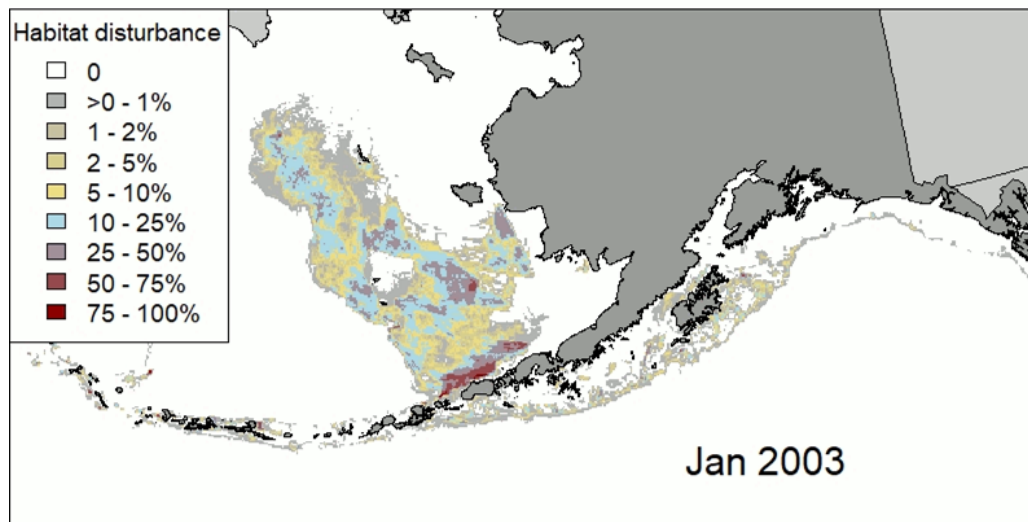 Habitat disturbance
0
>0 - 1%
1 - 2%
2 - 5%
5 - 10%
10 - 25%
25 - 50%
50 - 75%
75 - 100%
Jan 2003